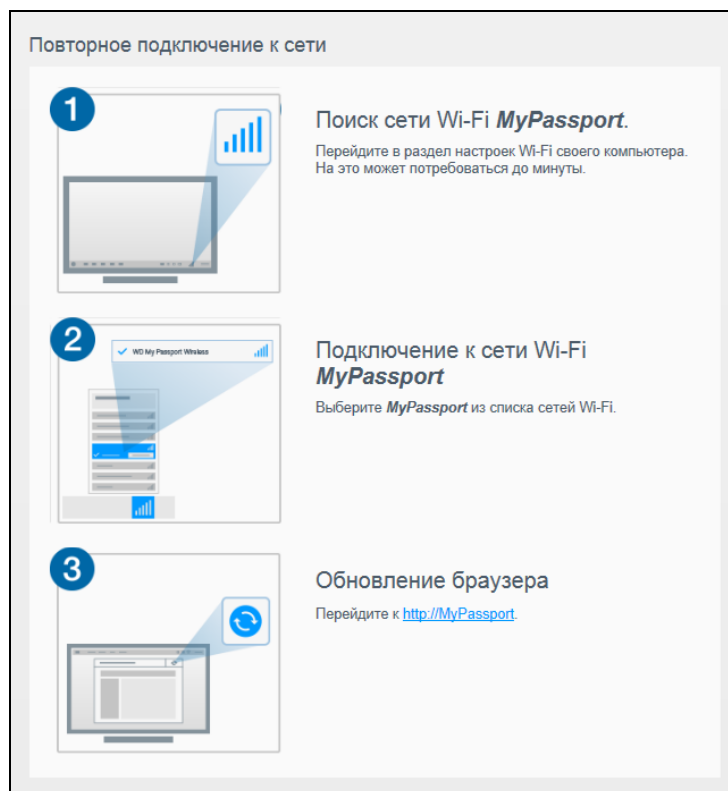 Повторное подключение к сети
1
Поиск сети Wi-Fi MyPassport.
Перейдите в раздел настроек Wi-Fi своего компьютера.
На это может потребоваться до минуты.
2
WD My Passport Wireless
Подключение к сети Wi-Fi
MyPassport
Выберите MyPassport из списка сетей Wi-Fi.
3
Обновление браузера
Перейдите к http://MyPassport.